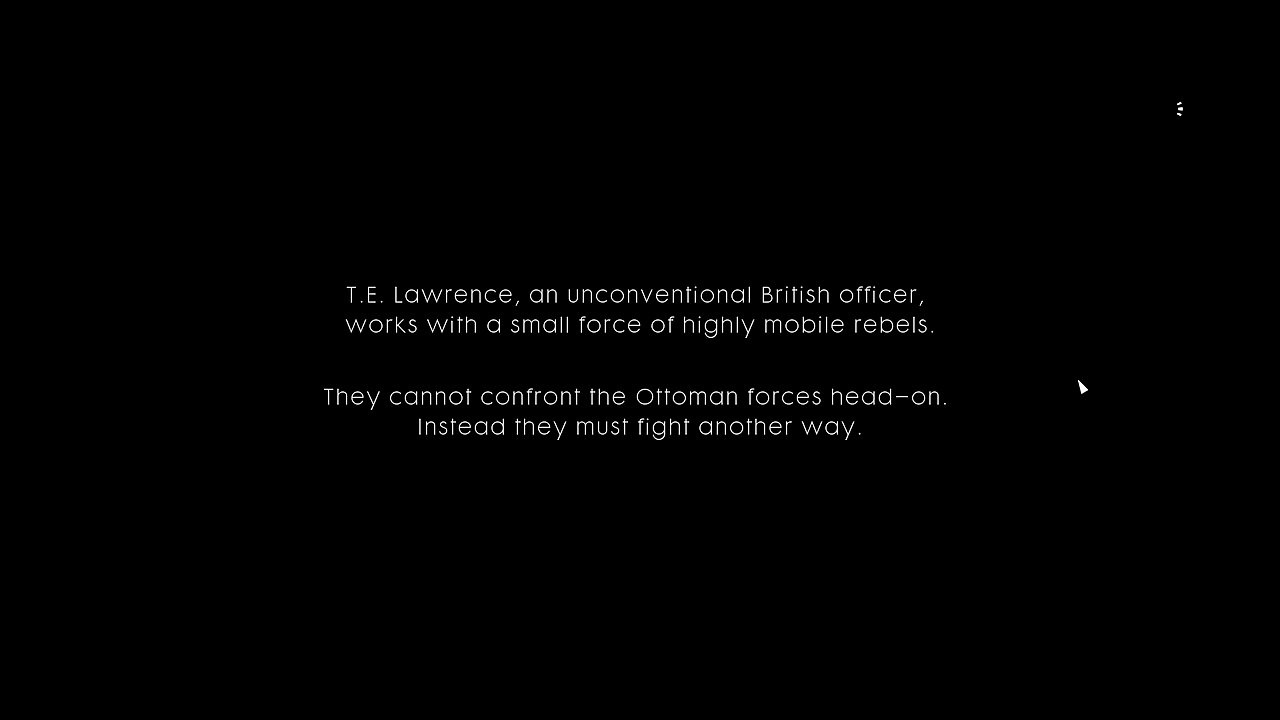 T.E. Lawrence, an unconventional British officer,
works with a small force of highly mobile rebels.
They cannot confront the Ottoman forces head–on.
Instead they must fight another way.